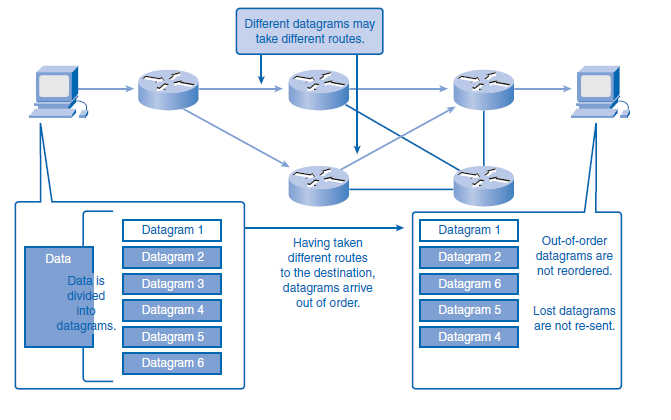 Different datagrams may
take different routes.
Data
Data is
divided
into
datagrams.
Datagram 1
Datagram 2
Datagram 3
Datagram 4
Datagram 5
Datagram 6
Having taken
different routes
to the destination,
datagrams arrive
out of order.
Datagram 1
Datagram 2
Datagram 6
Datagram 5
Datagram 4
Out-of-order
datagrams are
not reordered.
Lost datagrams
are not re-sent.